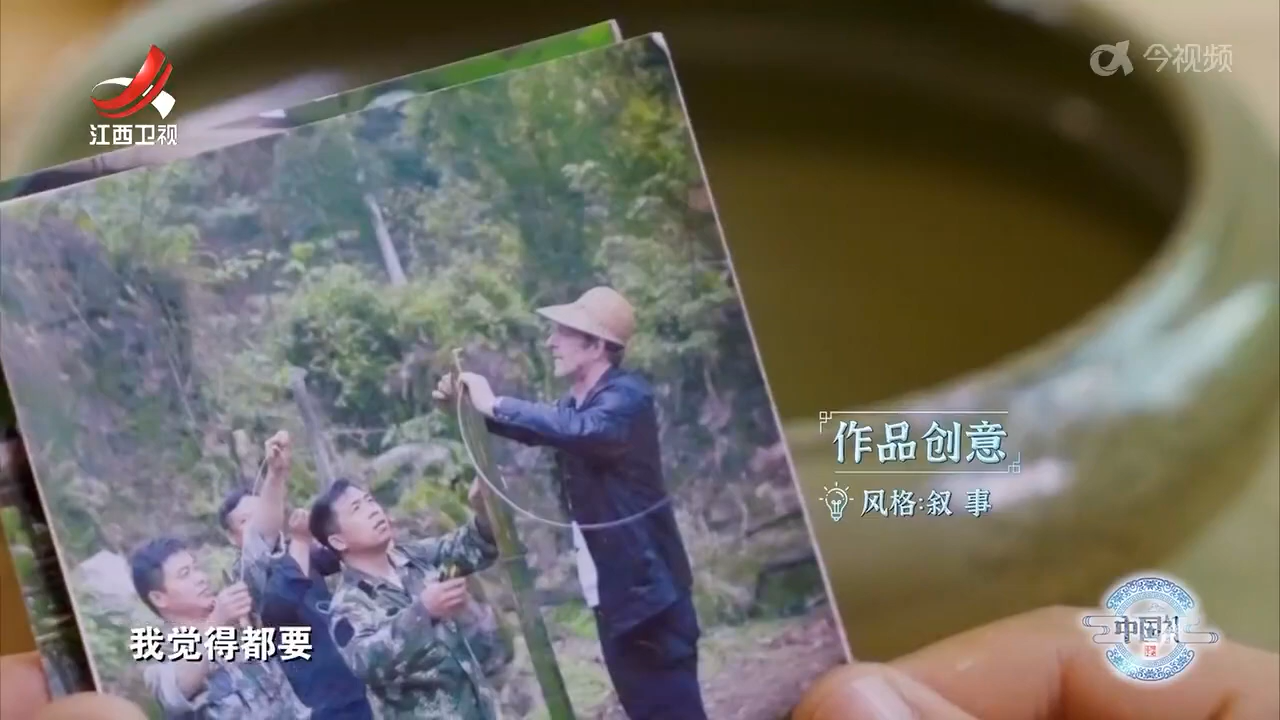 江西卫视
今视频
作品创意
风格:叙 事
我觉得都要
中国礼